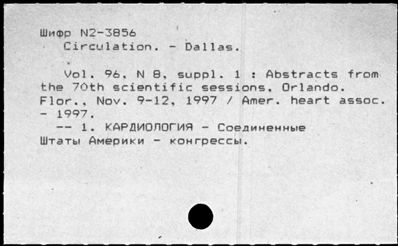 Шифр N2-3856
Circulation. - Dallas.
Vol. 96, N 8, suppl. 1 : Abstracts from
the 70th scientific sessions, Orlando.
Flor., Nov. 9-12, 1997 / Amer. heart assoc.
- 1997.
-- 1. КАРДИОЛОГИЯ - Соединенные
Штаты Америки - конгрессы.